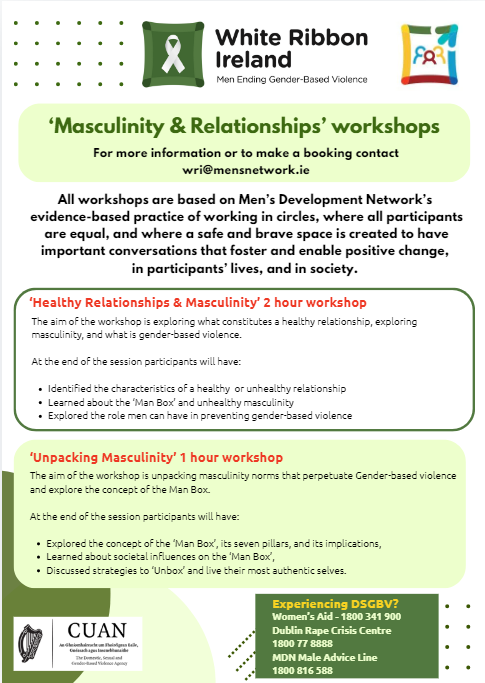 White Ribbon
Ireland
Men Ending Gender-Based Violence
‘Masculinity & Relationships’ workshops
For more information or to make a booking contact
wri@mensnetwork.ie
All workshops are based on Men’s Development Network’s
evidence-based practice of working in circles, where all participants
are equal, and where a safe and brave space is created to have
important conversations that foster and enable positive change,
in participants’ lives, and in society.
‘Healthy Relationships & Masculinity’ 2 hour workshop
The aim of the workshop is exploring what constitutes a healthy relationship, exploring
masculinity, and what is gender-based violence.
At the end of the session participants will have:
• Identified the characteristics of a healthy or unhealthy relationship
• Learned about the ‘Man Box’ and unhealthy masculinity
• Explored the role men can have in preventing gender-based violence
‘Unpacking Masculinity’ 1 hour workshop
The aim of the workshop is unpacking masculinity norms that perpetuate Gender-based violence
and explore the concept of the Man Box.
At the end of the session participants will have:
• Explored the concept of the ‘Man Box’, its seven pillars, and its implications,
• Learned about societal influences on the ‘Man Box’,
• Discussed strategies to ‘Unbox’ and live their most authentic selves.
CUAN
The Domestic, Sexual and
Gender-Based Violence Agency
Experiencing DSGBV?
Women’s Aid - 1800 341 900
Dublin Rape Crisis Centre
1800 77 8888
MDN Male Advice Line
1800 816 588